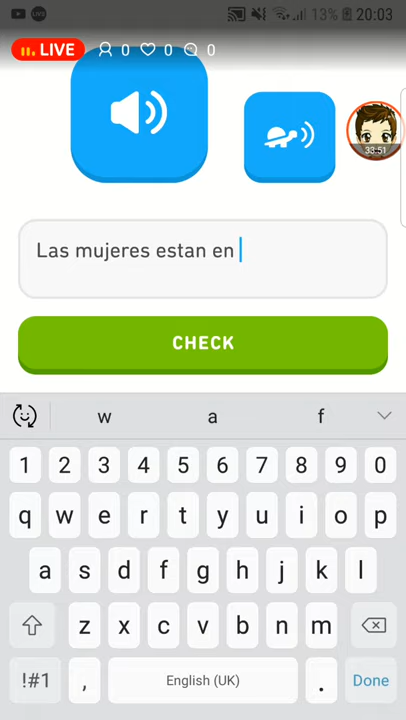 LIVE 13% 20:03
LIVE 0 0 0
33:51
Las mujeres estan en
CHECK
w a f
1 2 3 4 5 6 7 8 9 0
q w e r t y u i o p
a s d f g h j k l
z x c v b n m
!#1 , English (UK) . Done